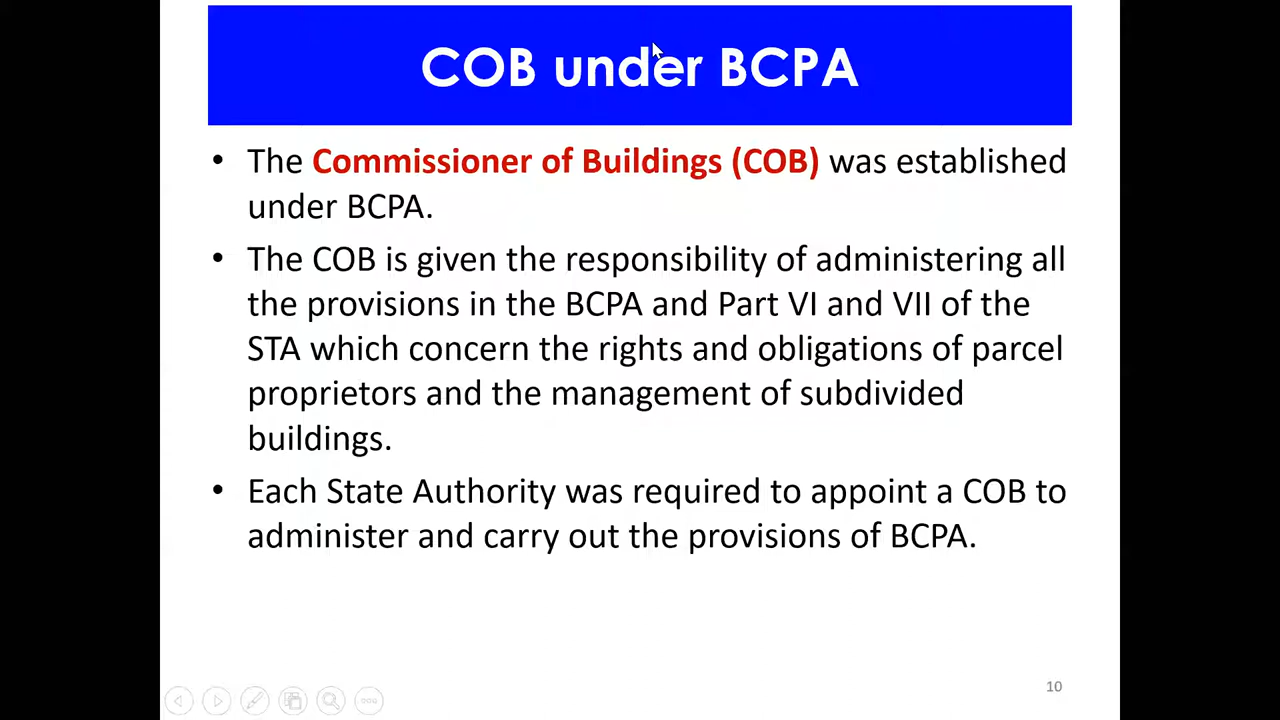 COB under BCPA
• The Commissioner of Buildings (COB) was established
under BCPA.
• The COB is given the responsibility of administering all
the provisions in the BCPA and Part VI and VII of the
STA which concern the rights and obligations of parcel
proprietors and the management of subdivided
buildings.
• Each State Authority was required to appoint a COB to
administer and carry out the provisions of BCPA.
10